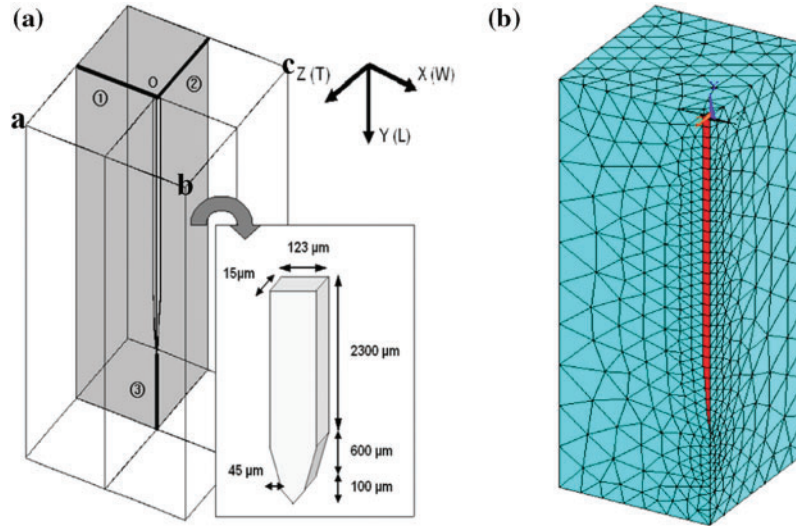 (a)
(b)
O
c
①
②
a
b
③
Z (T)
X (W)
Y (L)
123 µm
15µm
2300 µm
600 µm
45 µm
100 µm